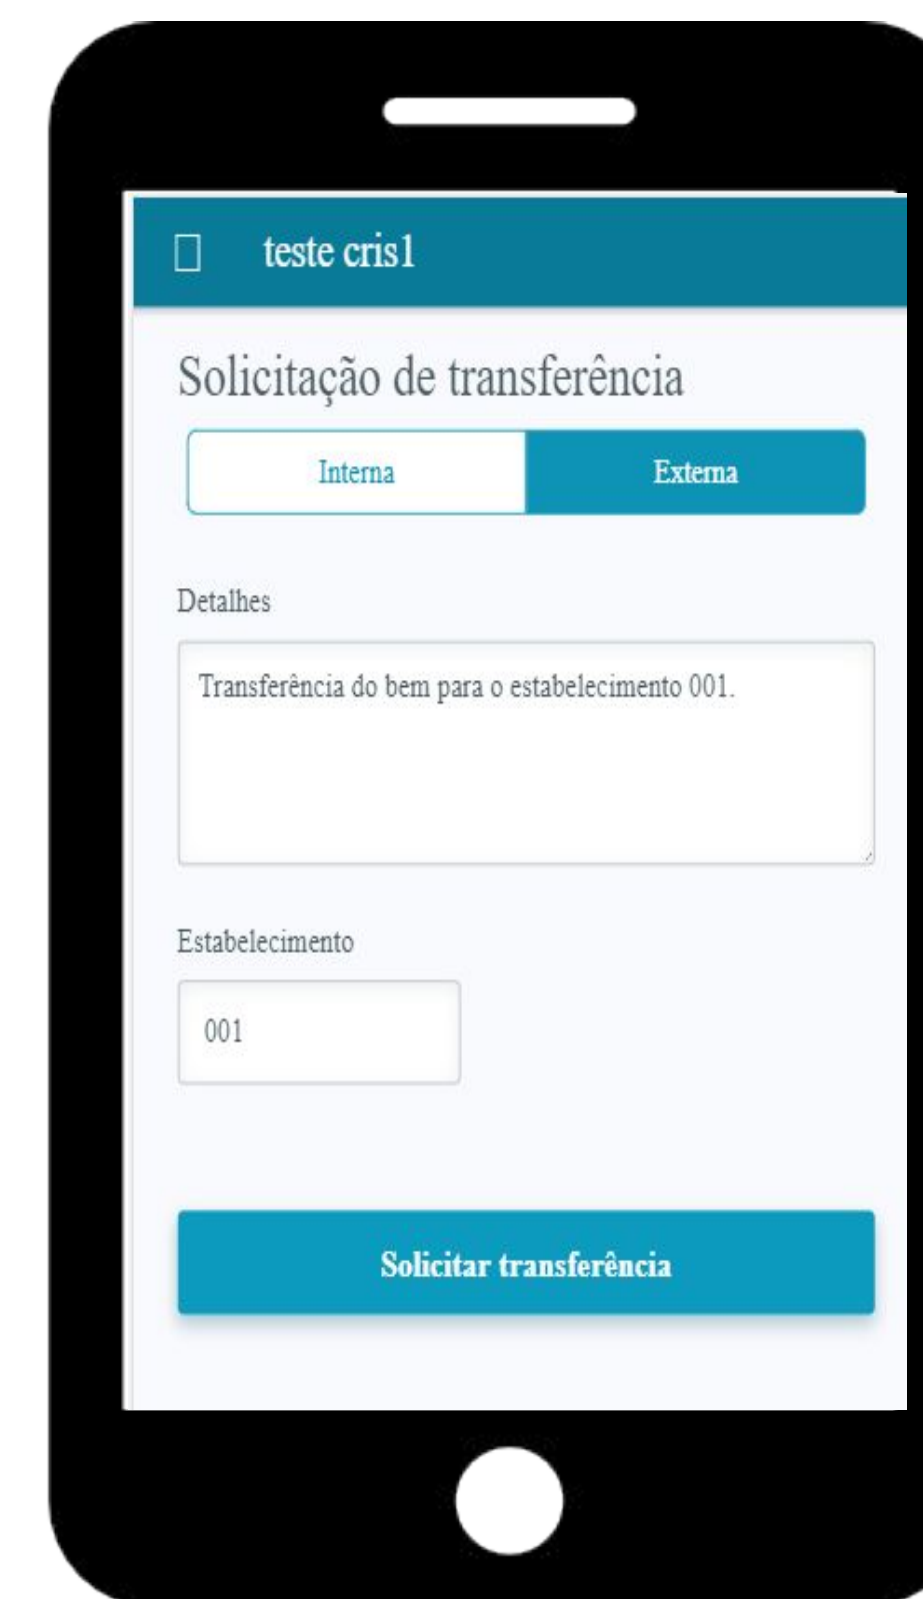 teste cris1
Solicitação de transferência
Interna
Externa
Detalhes
Transferência do bem para o estabelecimento 001.
Estabelecimento
001
Solicitar transferência